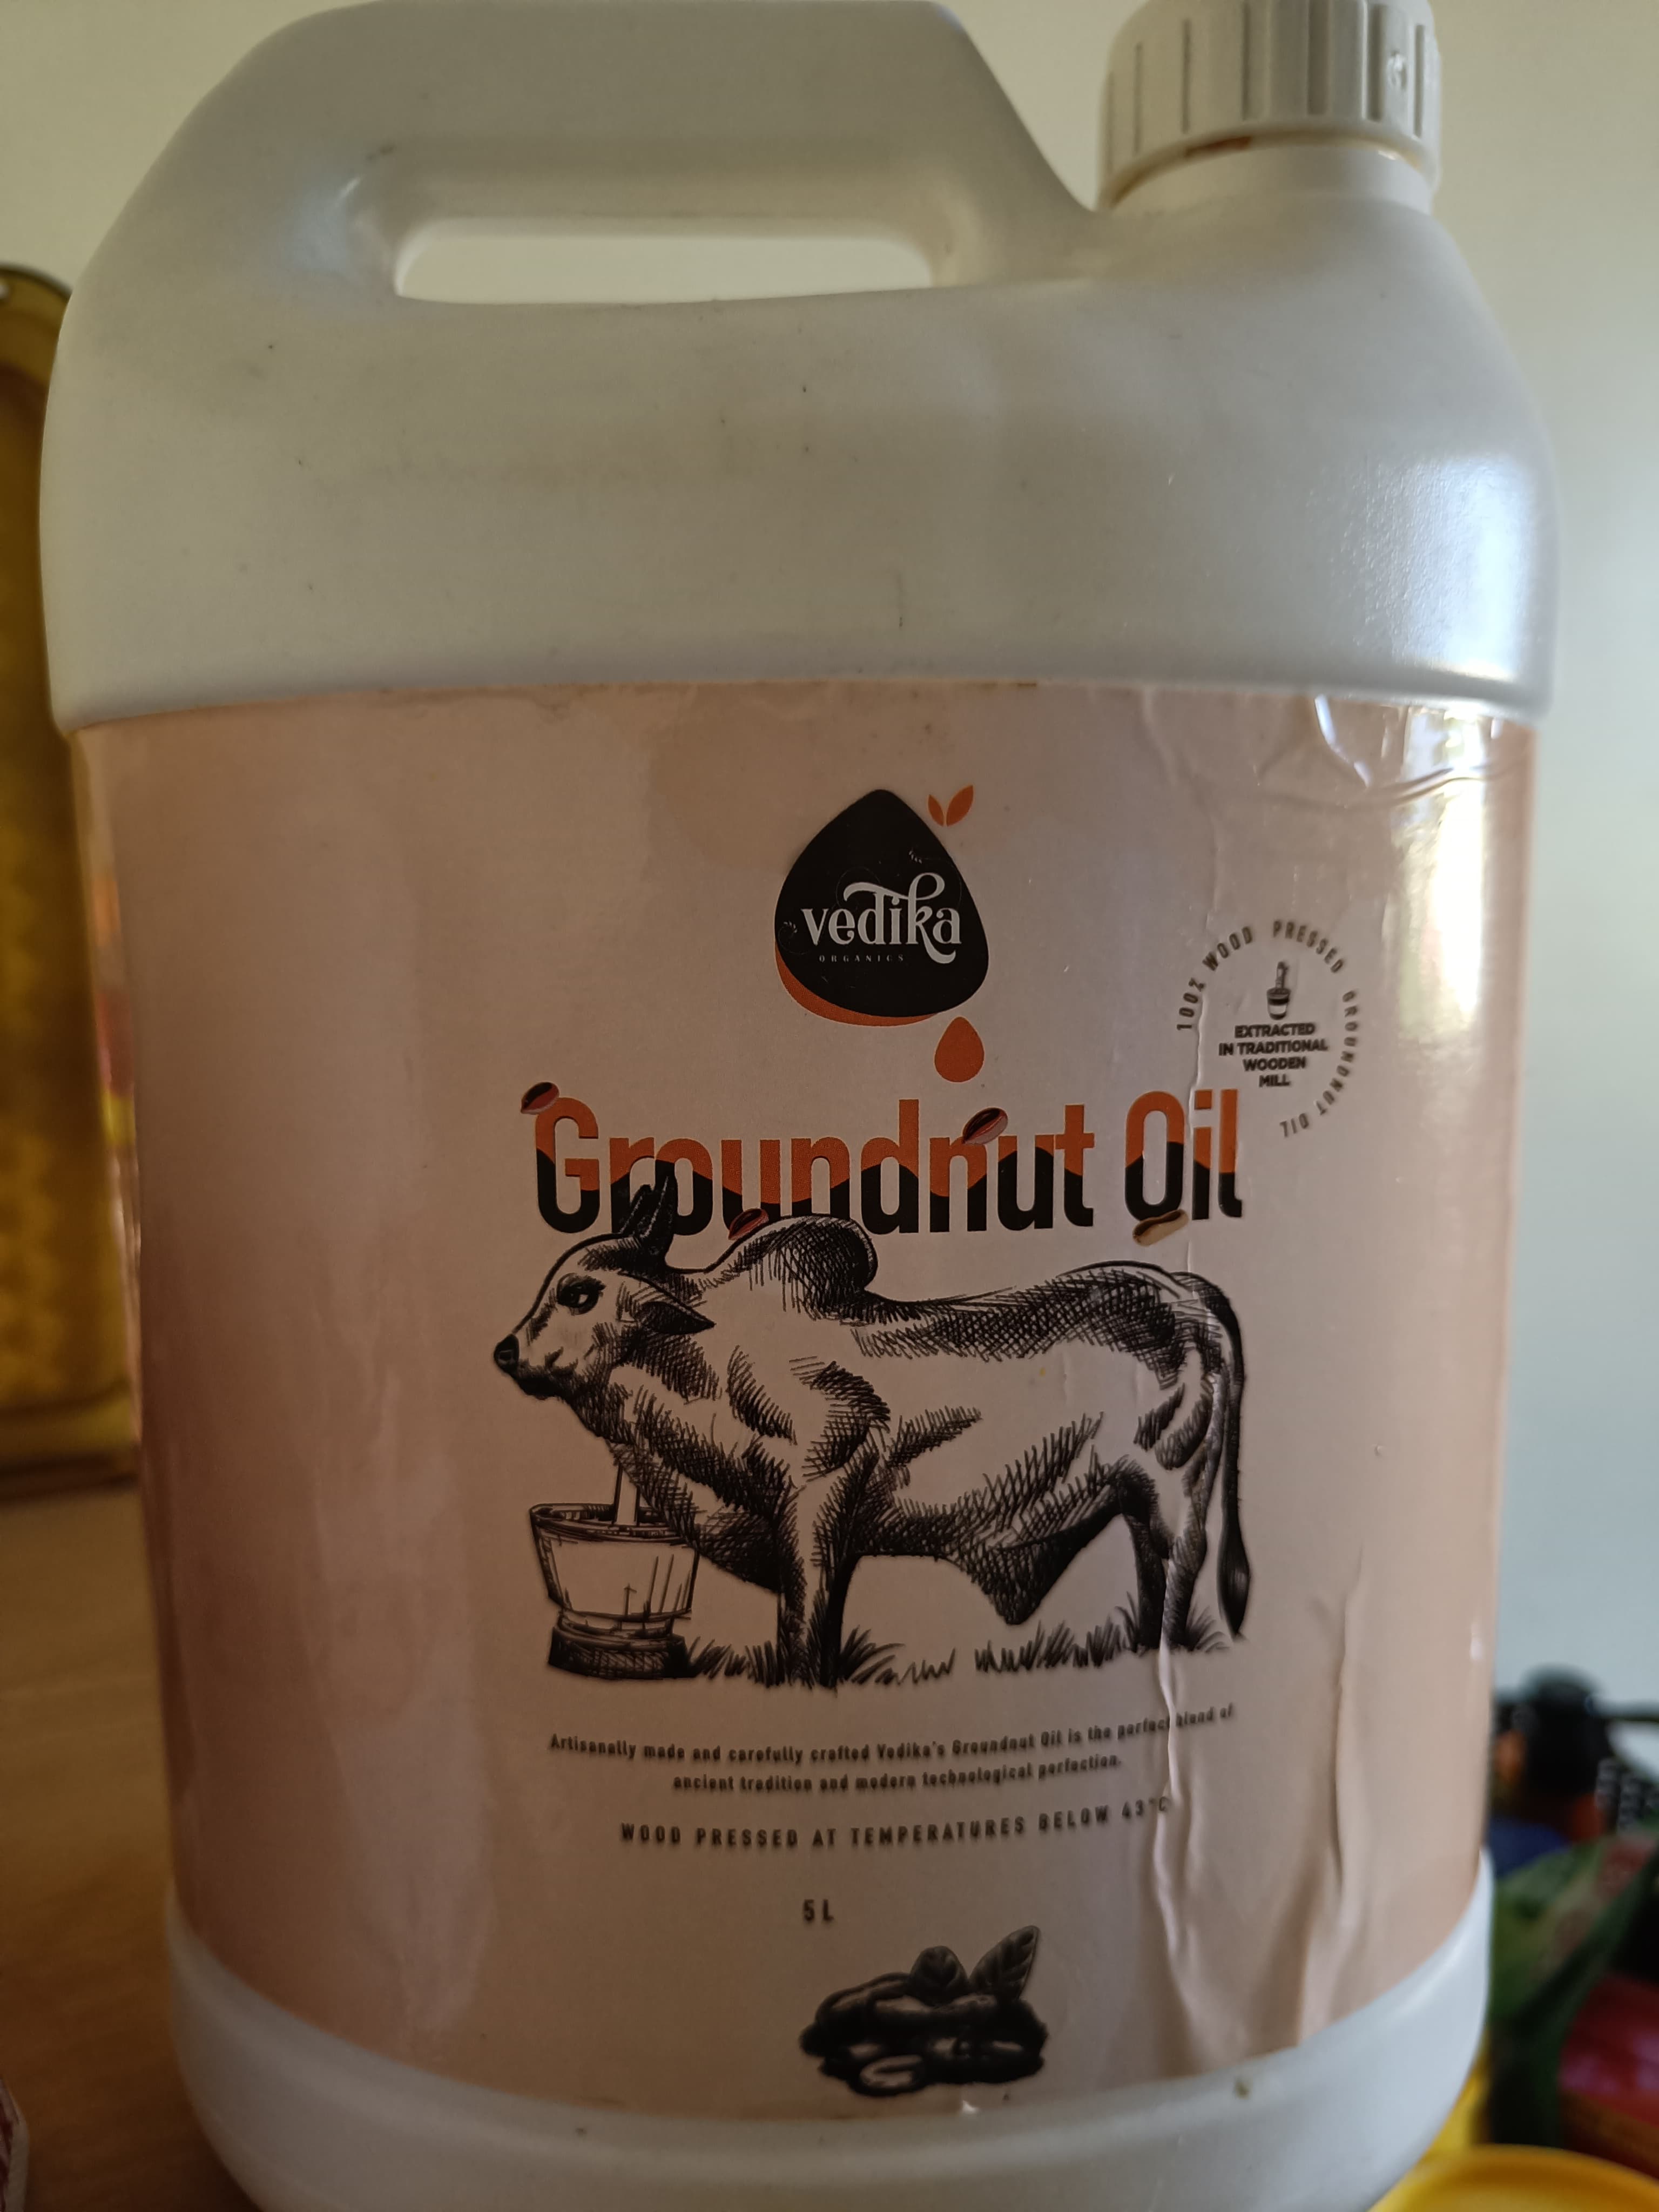 vedika
ORGANICS
100% WOOD PRESSED GROUNDNUT OIL
EXTRACTED
IN TRADITIONAL
WOODEN
MILL
Groundnut Oil
Artisanally made and carefully crafted Vedika's Groundnut Oil is the perfect blend of
ancient tradition and modern technological perfection.
WOOD PRESSED AT TEMPERATURES BELOW 43°C
5 L